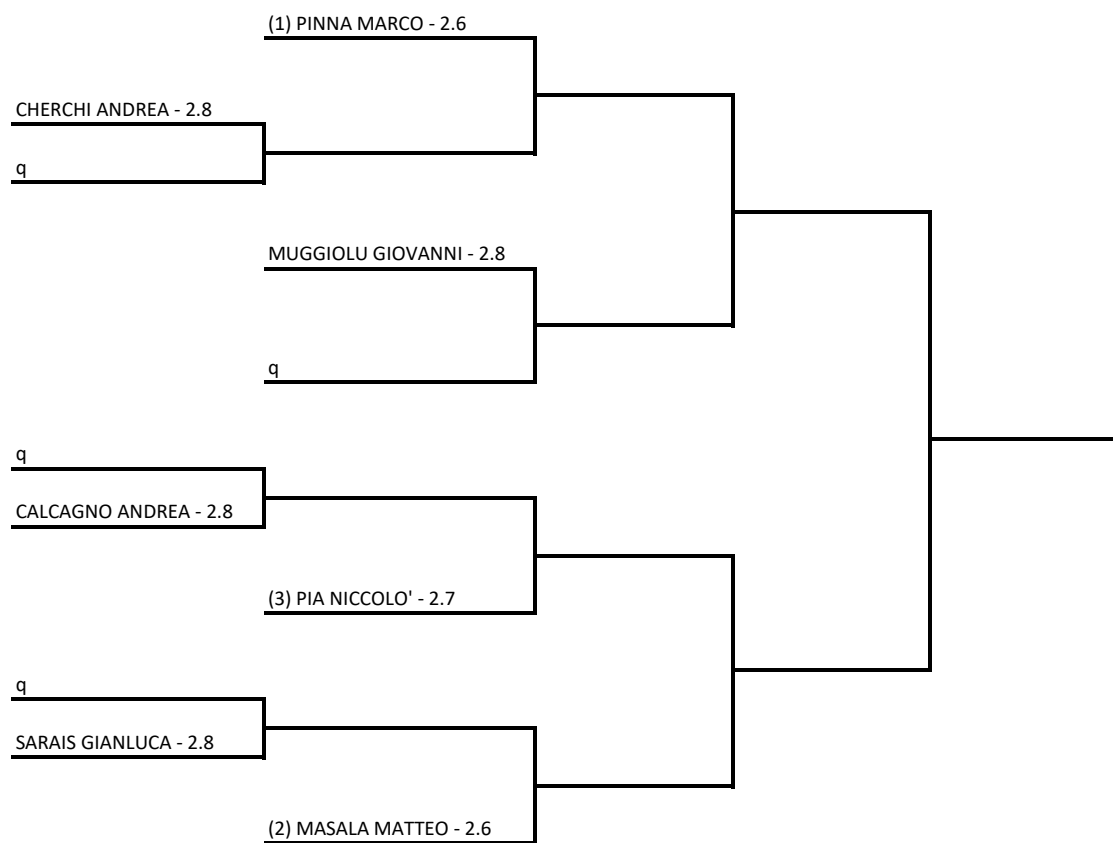 (1) PINNA MARCO - 2.6
CHERCHI ANDREA - 2.8
q
MUGGIOLU GIOVANNI - 2.8
q
q
CALCAGNO ANDREA - 2.8
(3) PIA NICCOLO' - 2.7
q
SARAIS GIANLUCA - 2.8
(2) MASALA MATTEO - 2.6